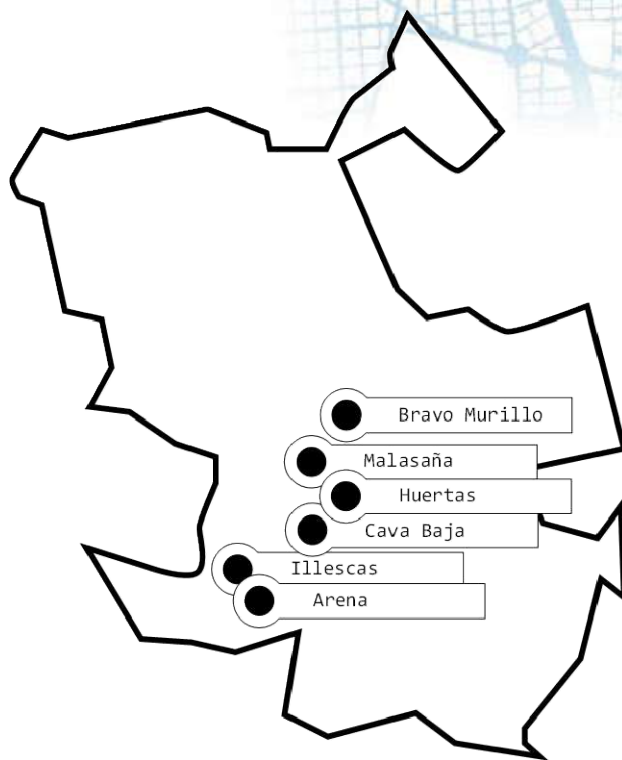 Bravo Murillo
Malasaña
Huertas
Cava Baja
Illescas
Arena